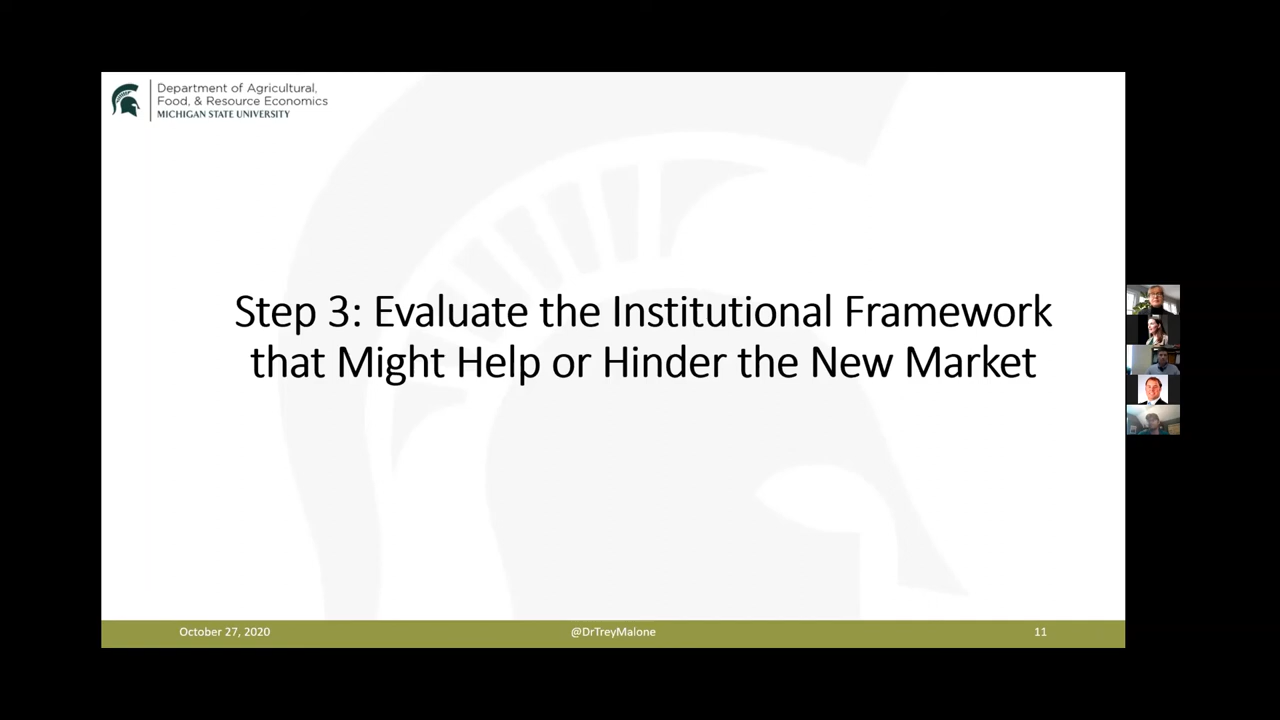 Department of Agricultural,
Food, & Resource Economics
MICHIGAN STATE UNIVERSITY
Step 3: Evaluate the Institutional Framework
that Might Help or Hinder the New Market
October 27, 2020
@DrTreyMalone
11